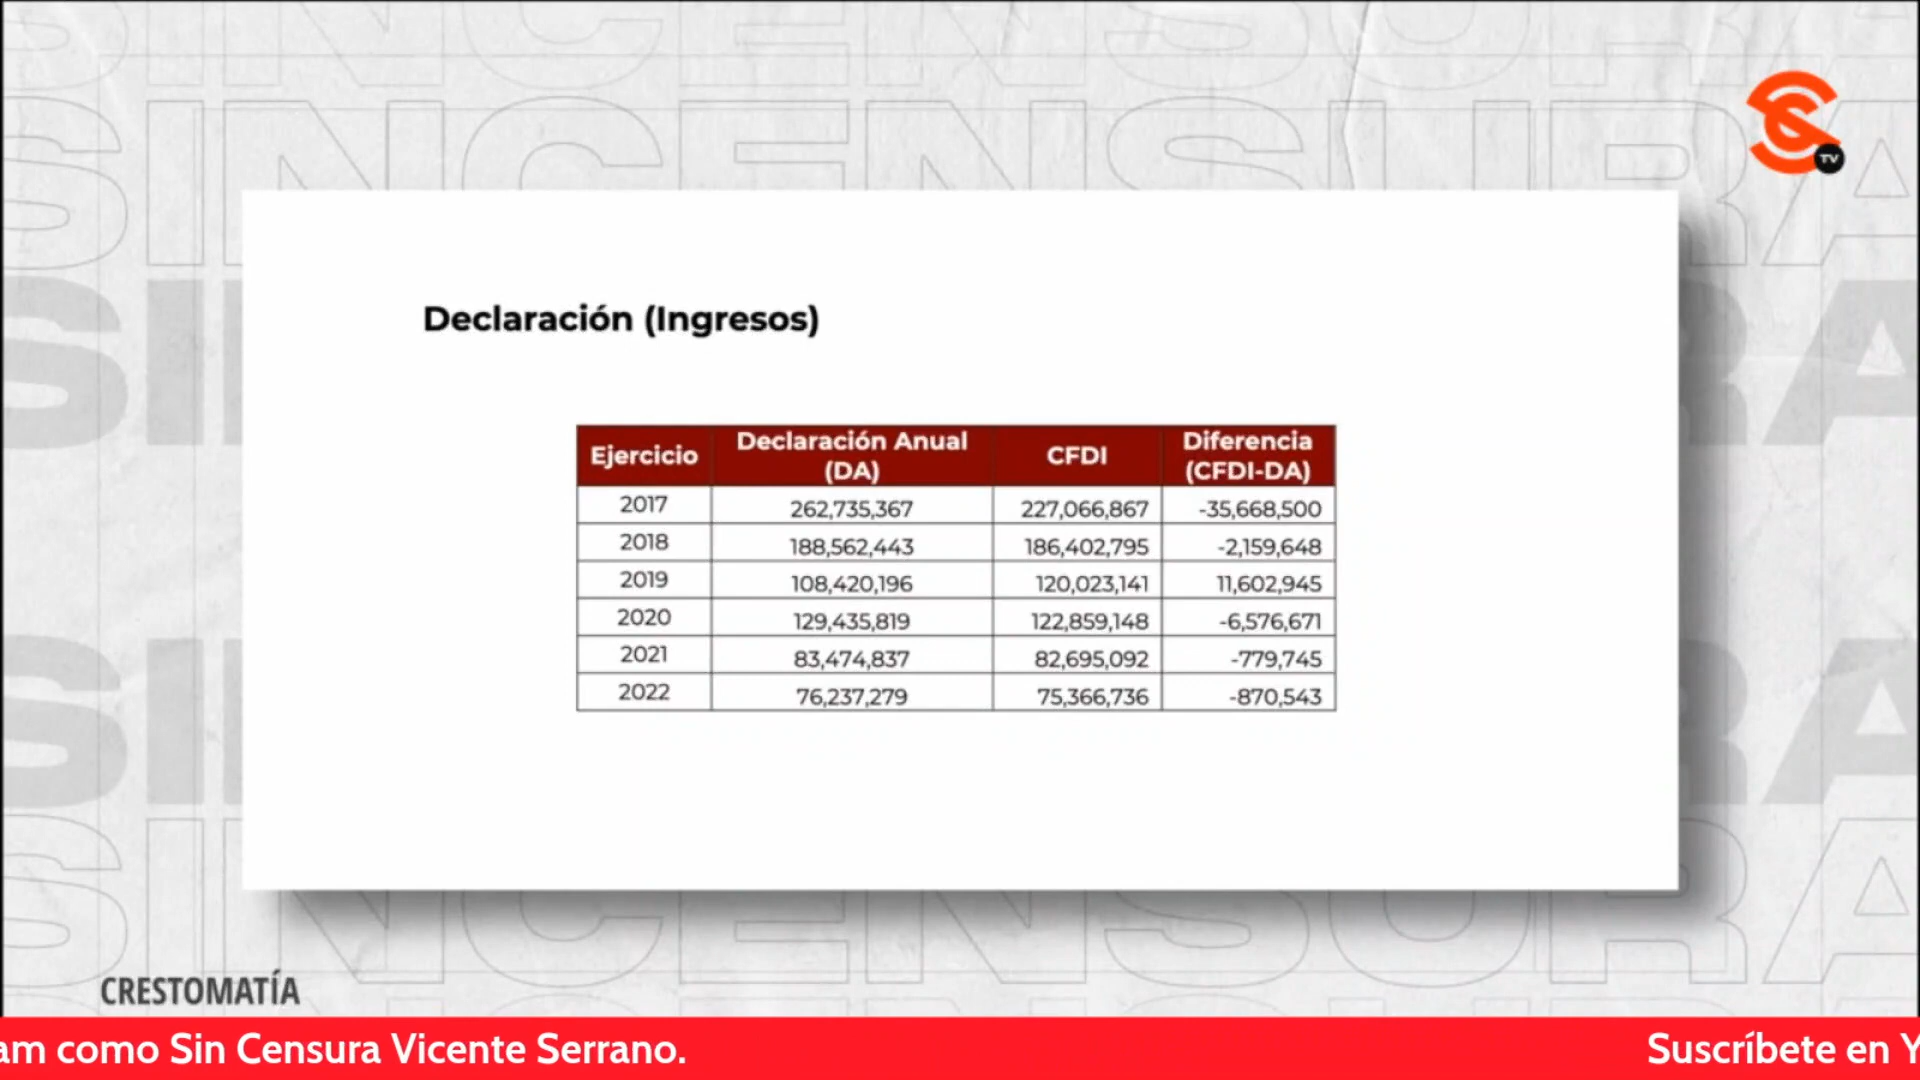 SINCENSURA
TV
Declaración (Ingresos)
Ejercicio Declaración Anual (DA) CFDI Diferencia (CFDI-DA)
2017 262,735,367 227,066,867 -35,668,500
2018 188,562,443 186,402,795 -2,159,648
2019 108,420,196 120,023,141 11,602,945
2020 129,435,819 122,859,148 -6,576,671
2021 83,474,837 82,695,092 -779,745
2022 76,237,279 75,366,736 -870,543
CRESTOMATÍA
am como Sin Censura Vicente Serrano. Suscríbete en Y